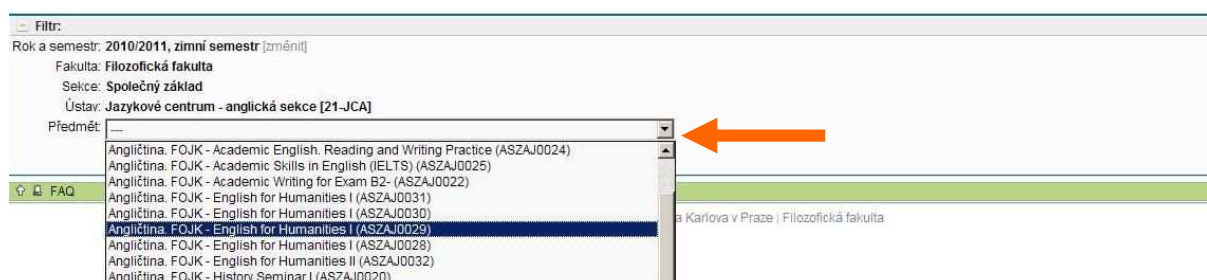 Filtr:
Rok a semestr: 2010/2011, zimní semestr [změnit]
Fakulta: Filozofická fakulta
Sekce: Společný základ
Ústav: Jazykové centrum - anglická sekce [21-JCA]
Předmět: ---
Angličtina. FOJK - Academic English. Reading and Writing Practice (ASZAJ0024)
Angličtina. FOJK - Academic Skills in English (IELTS) (ASZAJ0025)
Angličtina. FOJK - Academic Writing for Exam B2- (ASZAJ0022)
Angličtina. FOJK - English for Humanities I (ASZAJ0031)
Angličtina. FOJK - English for Humanities I (ASZAJ0030)
Angličtina. FOJK - English for Humanities I (ASZAJ0029)
Angličtina. FOJK - English for Humanities I (ASZAJ0028)
Angličtina. FOJK - English for Humanities II (ASZAJ0032)
Angličtina. FOJK - History Seminar I (ASZAJ0020)
FAQ
a Karlova v Praze | Filozofická fakulta